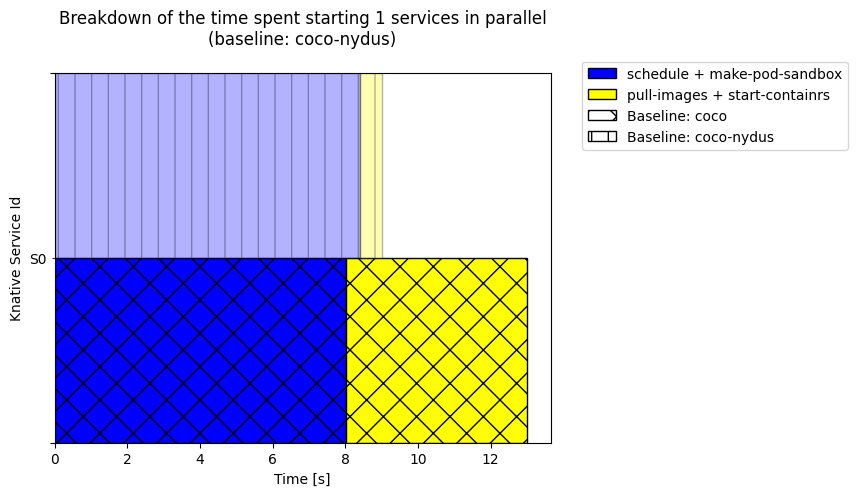 Breakdown of the time spent starting 1 services in parallel
(baseline: coco-nydus)
schedule + make-pod-sandbox
pull-images + start-containrs
Baseline: coco
Baseline: coco-nydus
Knative Service Id
S0
0 2 4 6 8 10 12
Time [s]